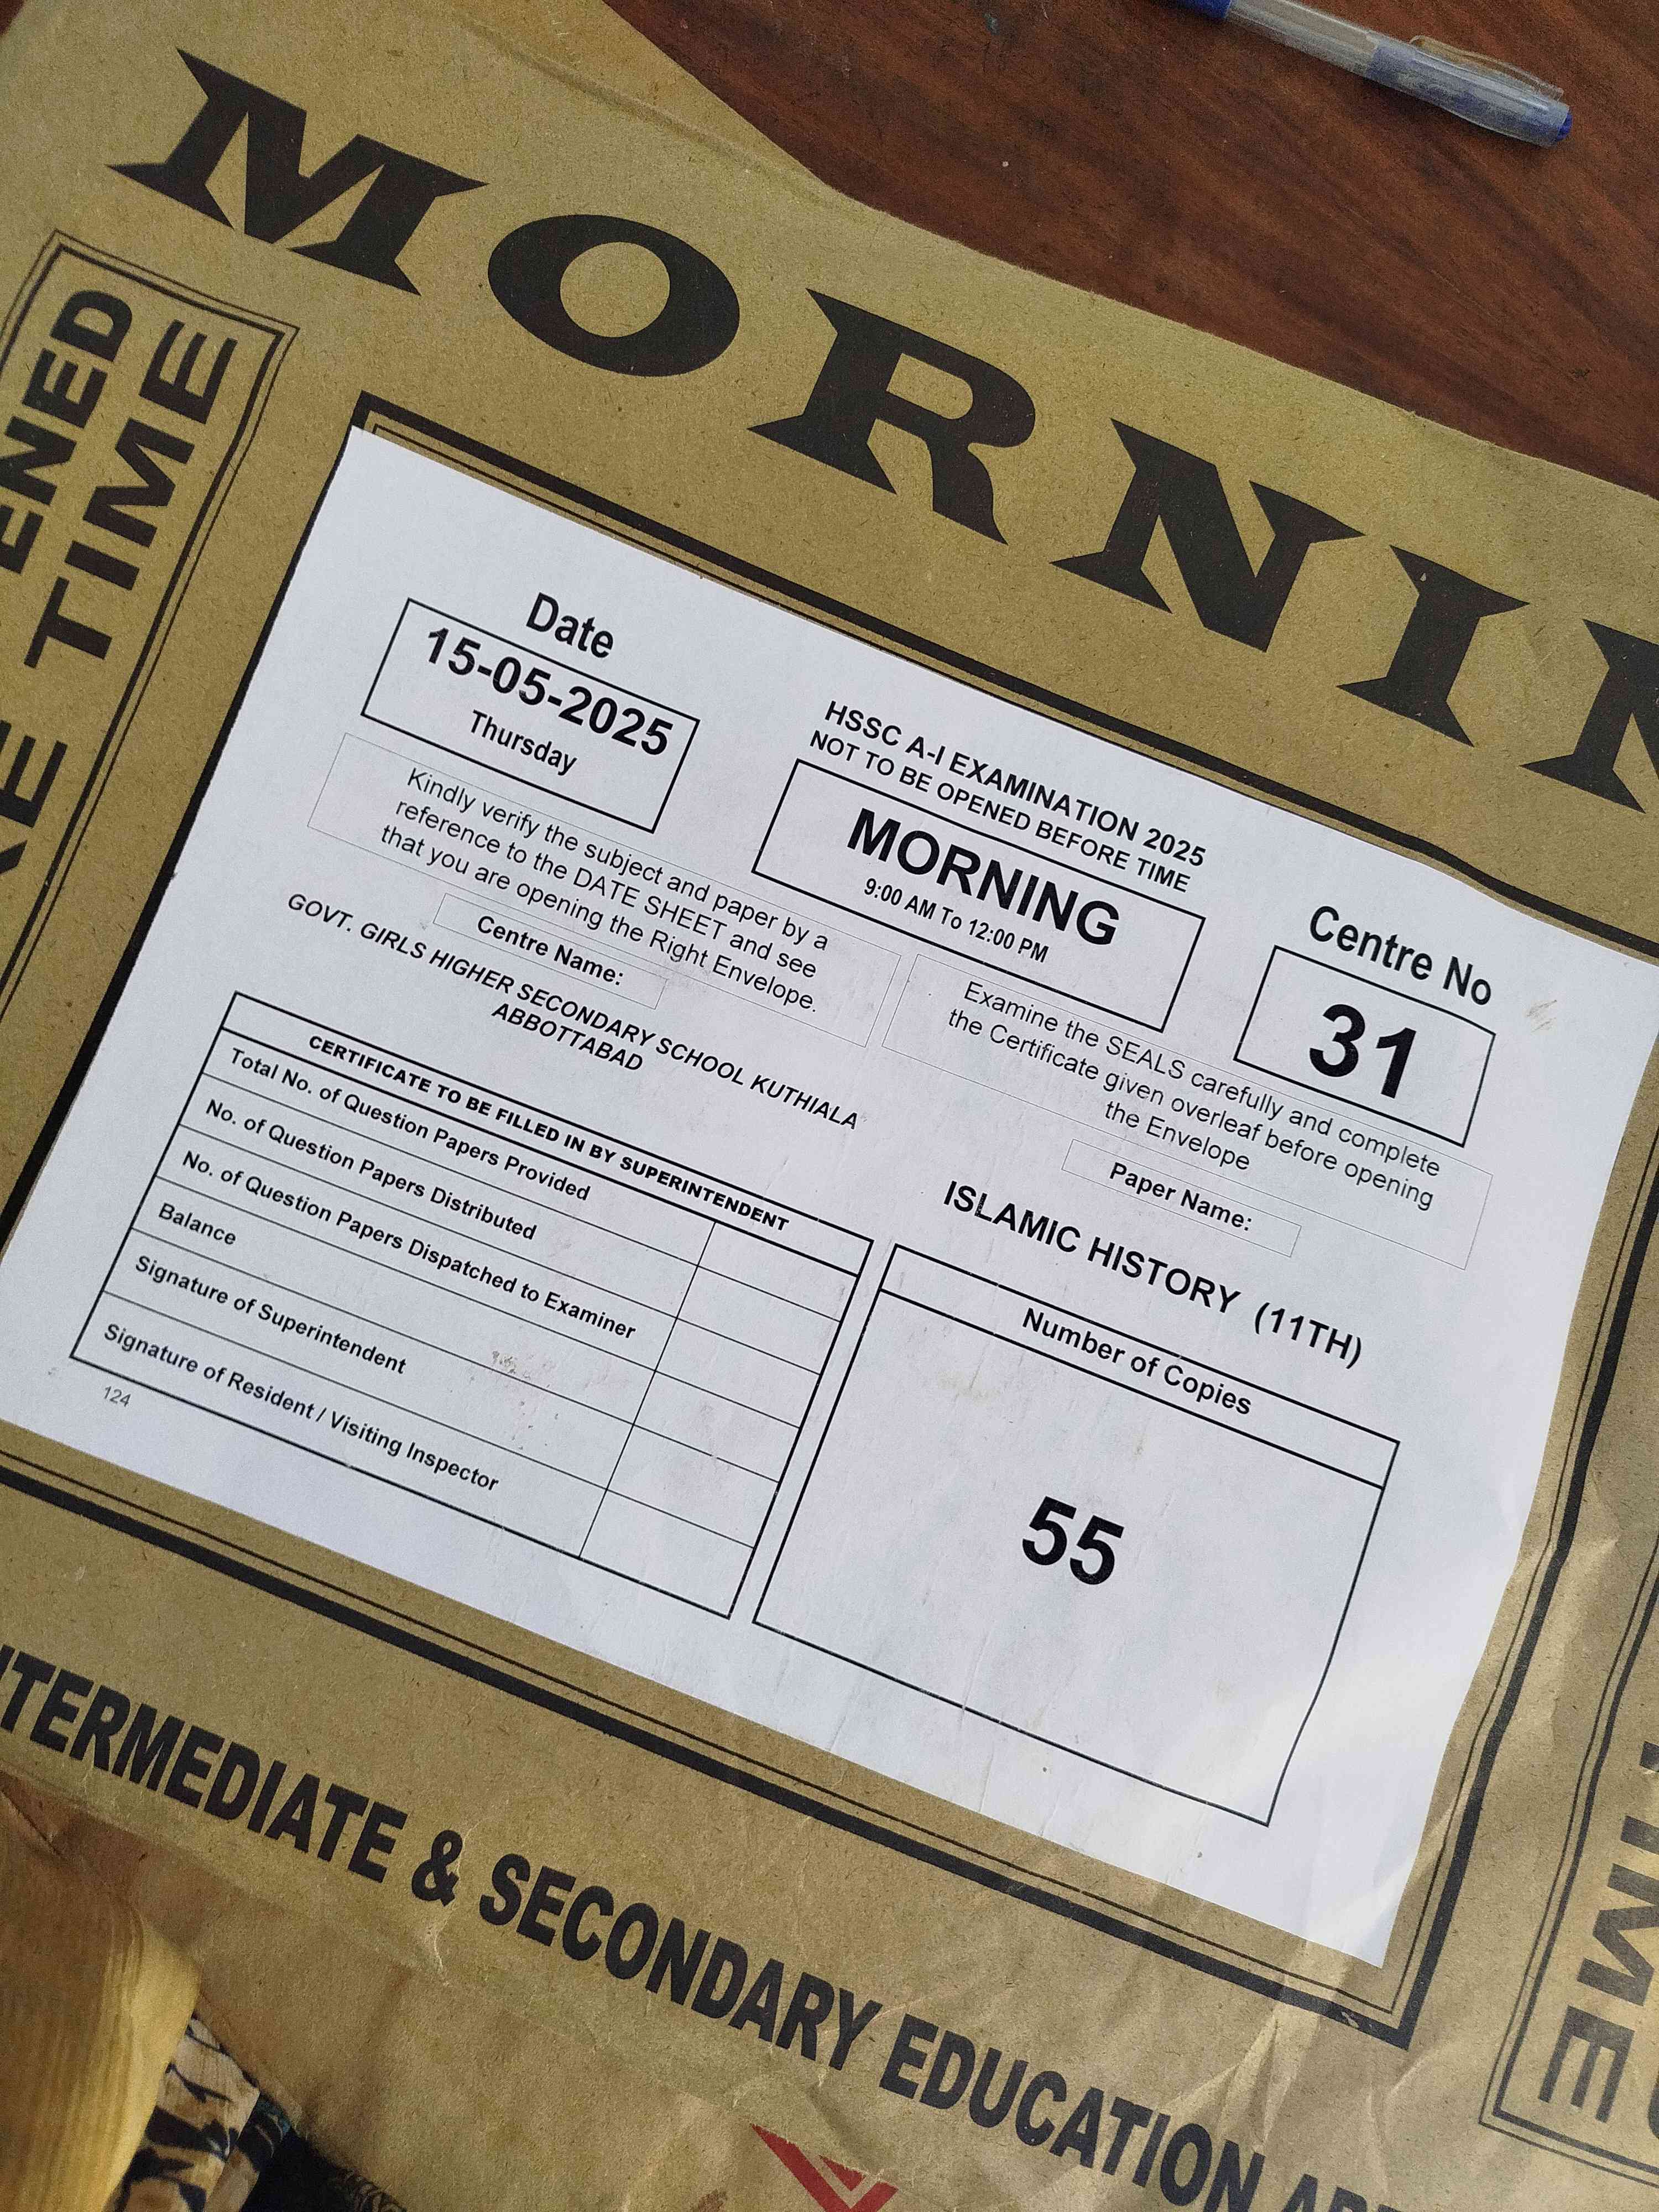 MORNIN
ENED
E TIME
Date
15-05-2025
Thursday
HSSC A-I EXAMINATION 2025
NOT TO BE OPENED BEFORE TIME
MORNING
9:00 AM To 12:00 PM
Centre No
31
Kindly verify the subject and paper by a
reference to the DATE SHEET and see
that you are opening the Right Envelope.
Examine the SEALS carefully and complete
the Certificate given overleaf before opening
the Envelope
Centre Name:
GOVT. GIRLS HIGHER SECONDARY SCHOOL KUTHIALA
ABBOTTABAD
Paper Name:
ISLAMIC HISTORY (11TH)
CERTIFICATE TO BE FILLED IN BY SUPERINTENDENT
Total No. of Question Papers Provided
No. of Question Papers Distributed
No. of Question Papers Dispatched to Examiner
Balance
Signature of Superintendent
Signature of Resident / Visiting Inspector
124
Number of Copies
55
TIME
NTERMEDIATE & SECONDARY EDUCATION AB